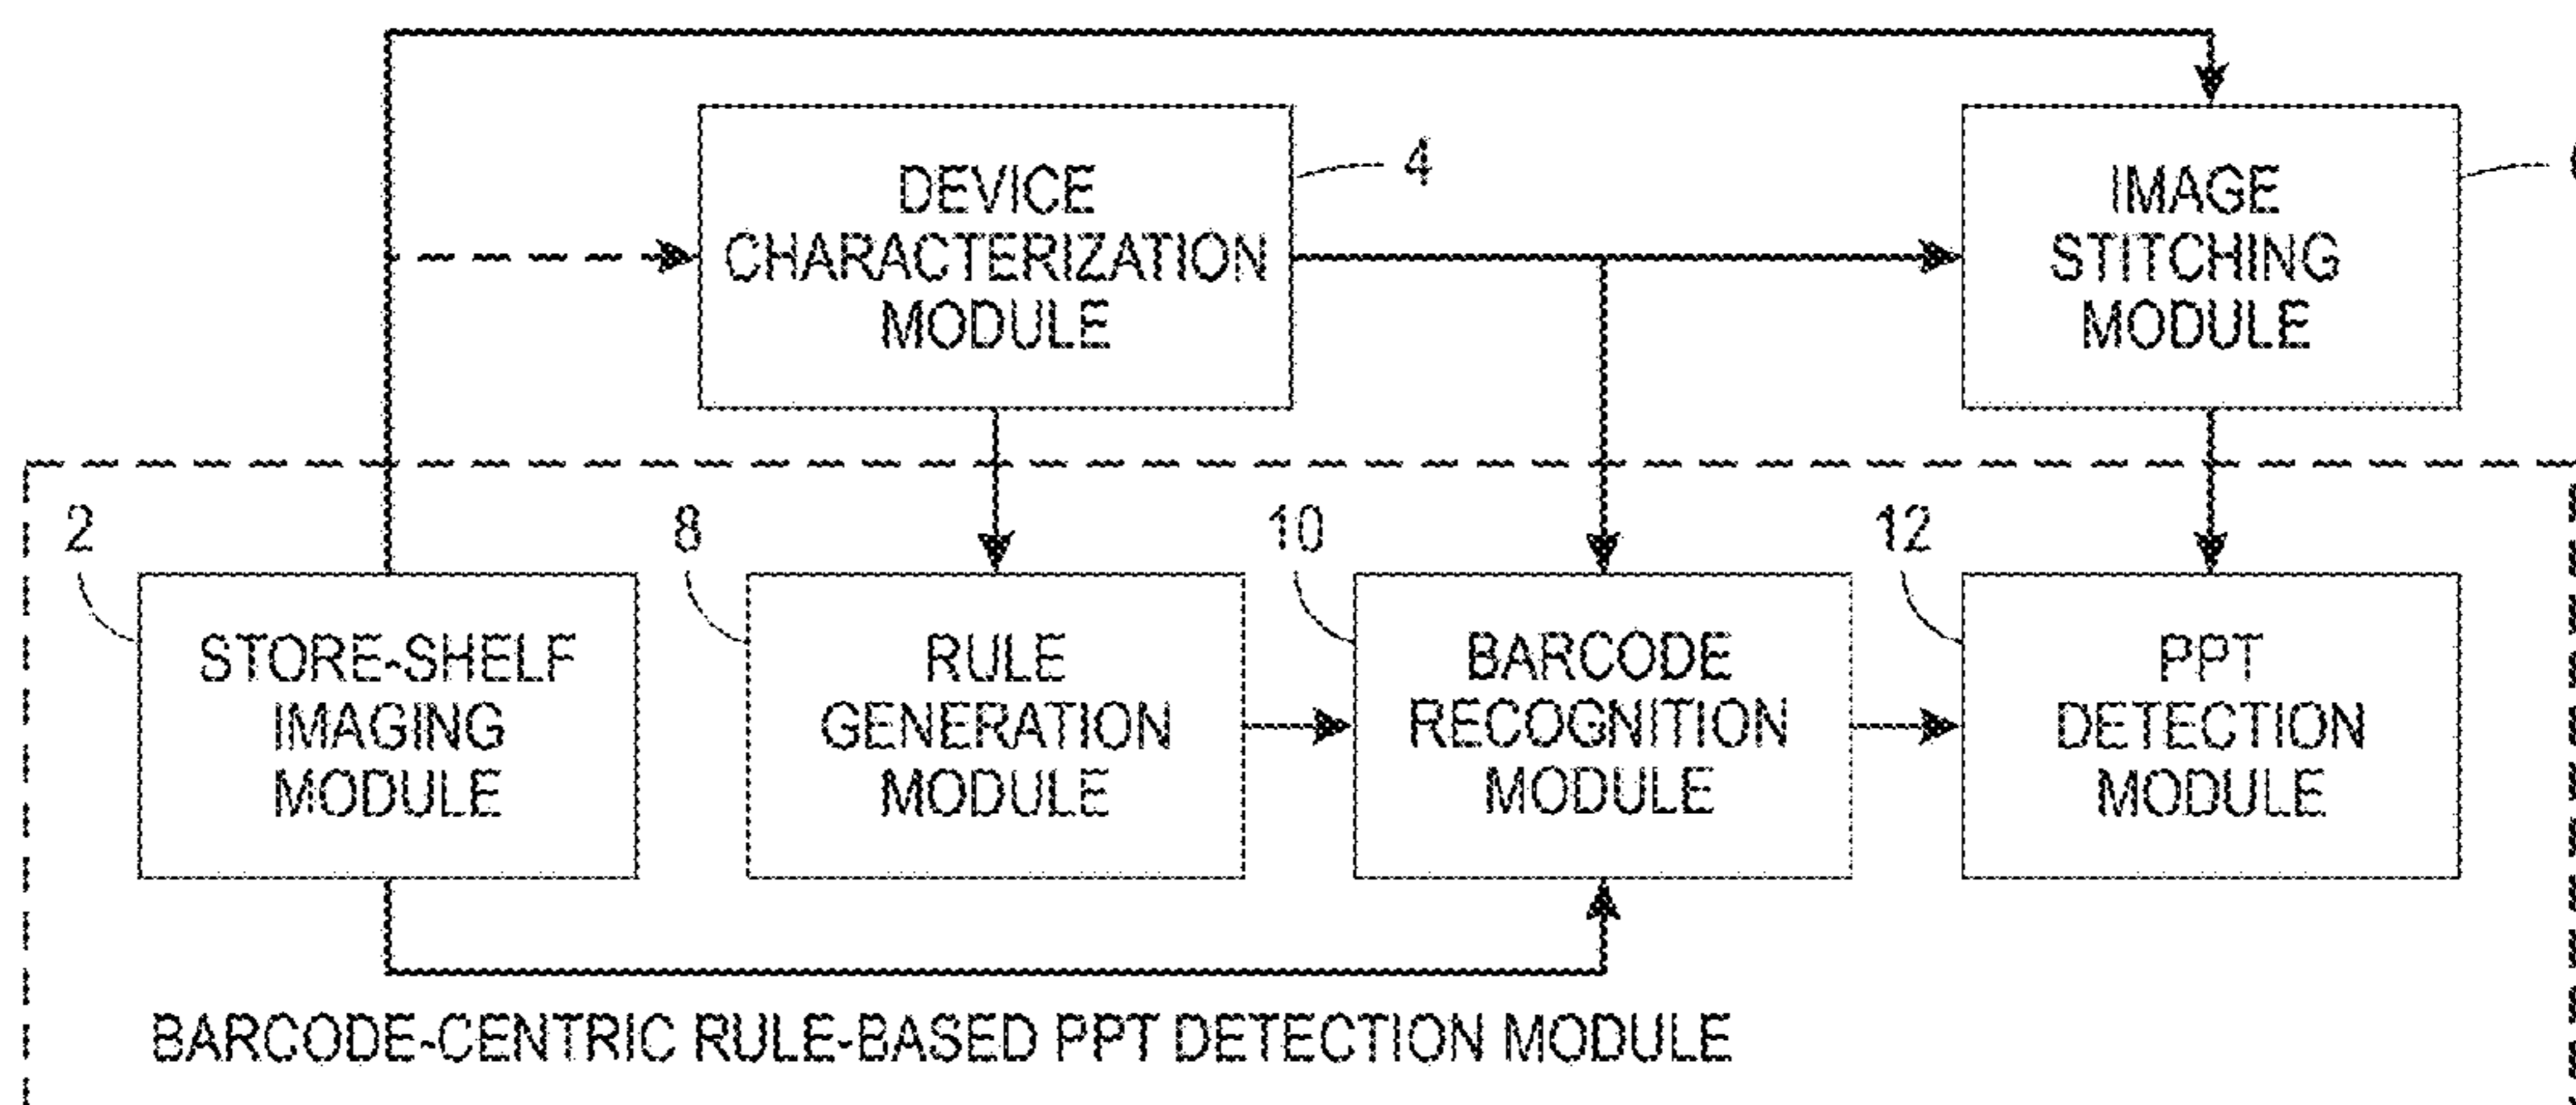 DEVICE
CHARACTERIZATION
MODULE
4
IMAGE
STITCHING
MODULE
2
STORE-SHELF
IMAGING
MODULE
8
RULE
GENERATION
MODULE
10
BARCODE
RECOGNITION
MODULE
12
PPT
DETECTION
MODULE
BARCODE-CENTRIC RULE-BASED PPT DETECTION MODULE